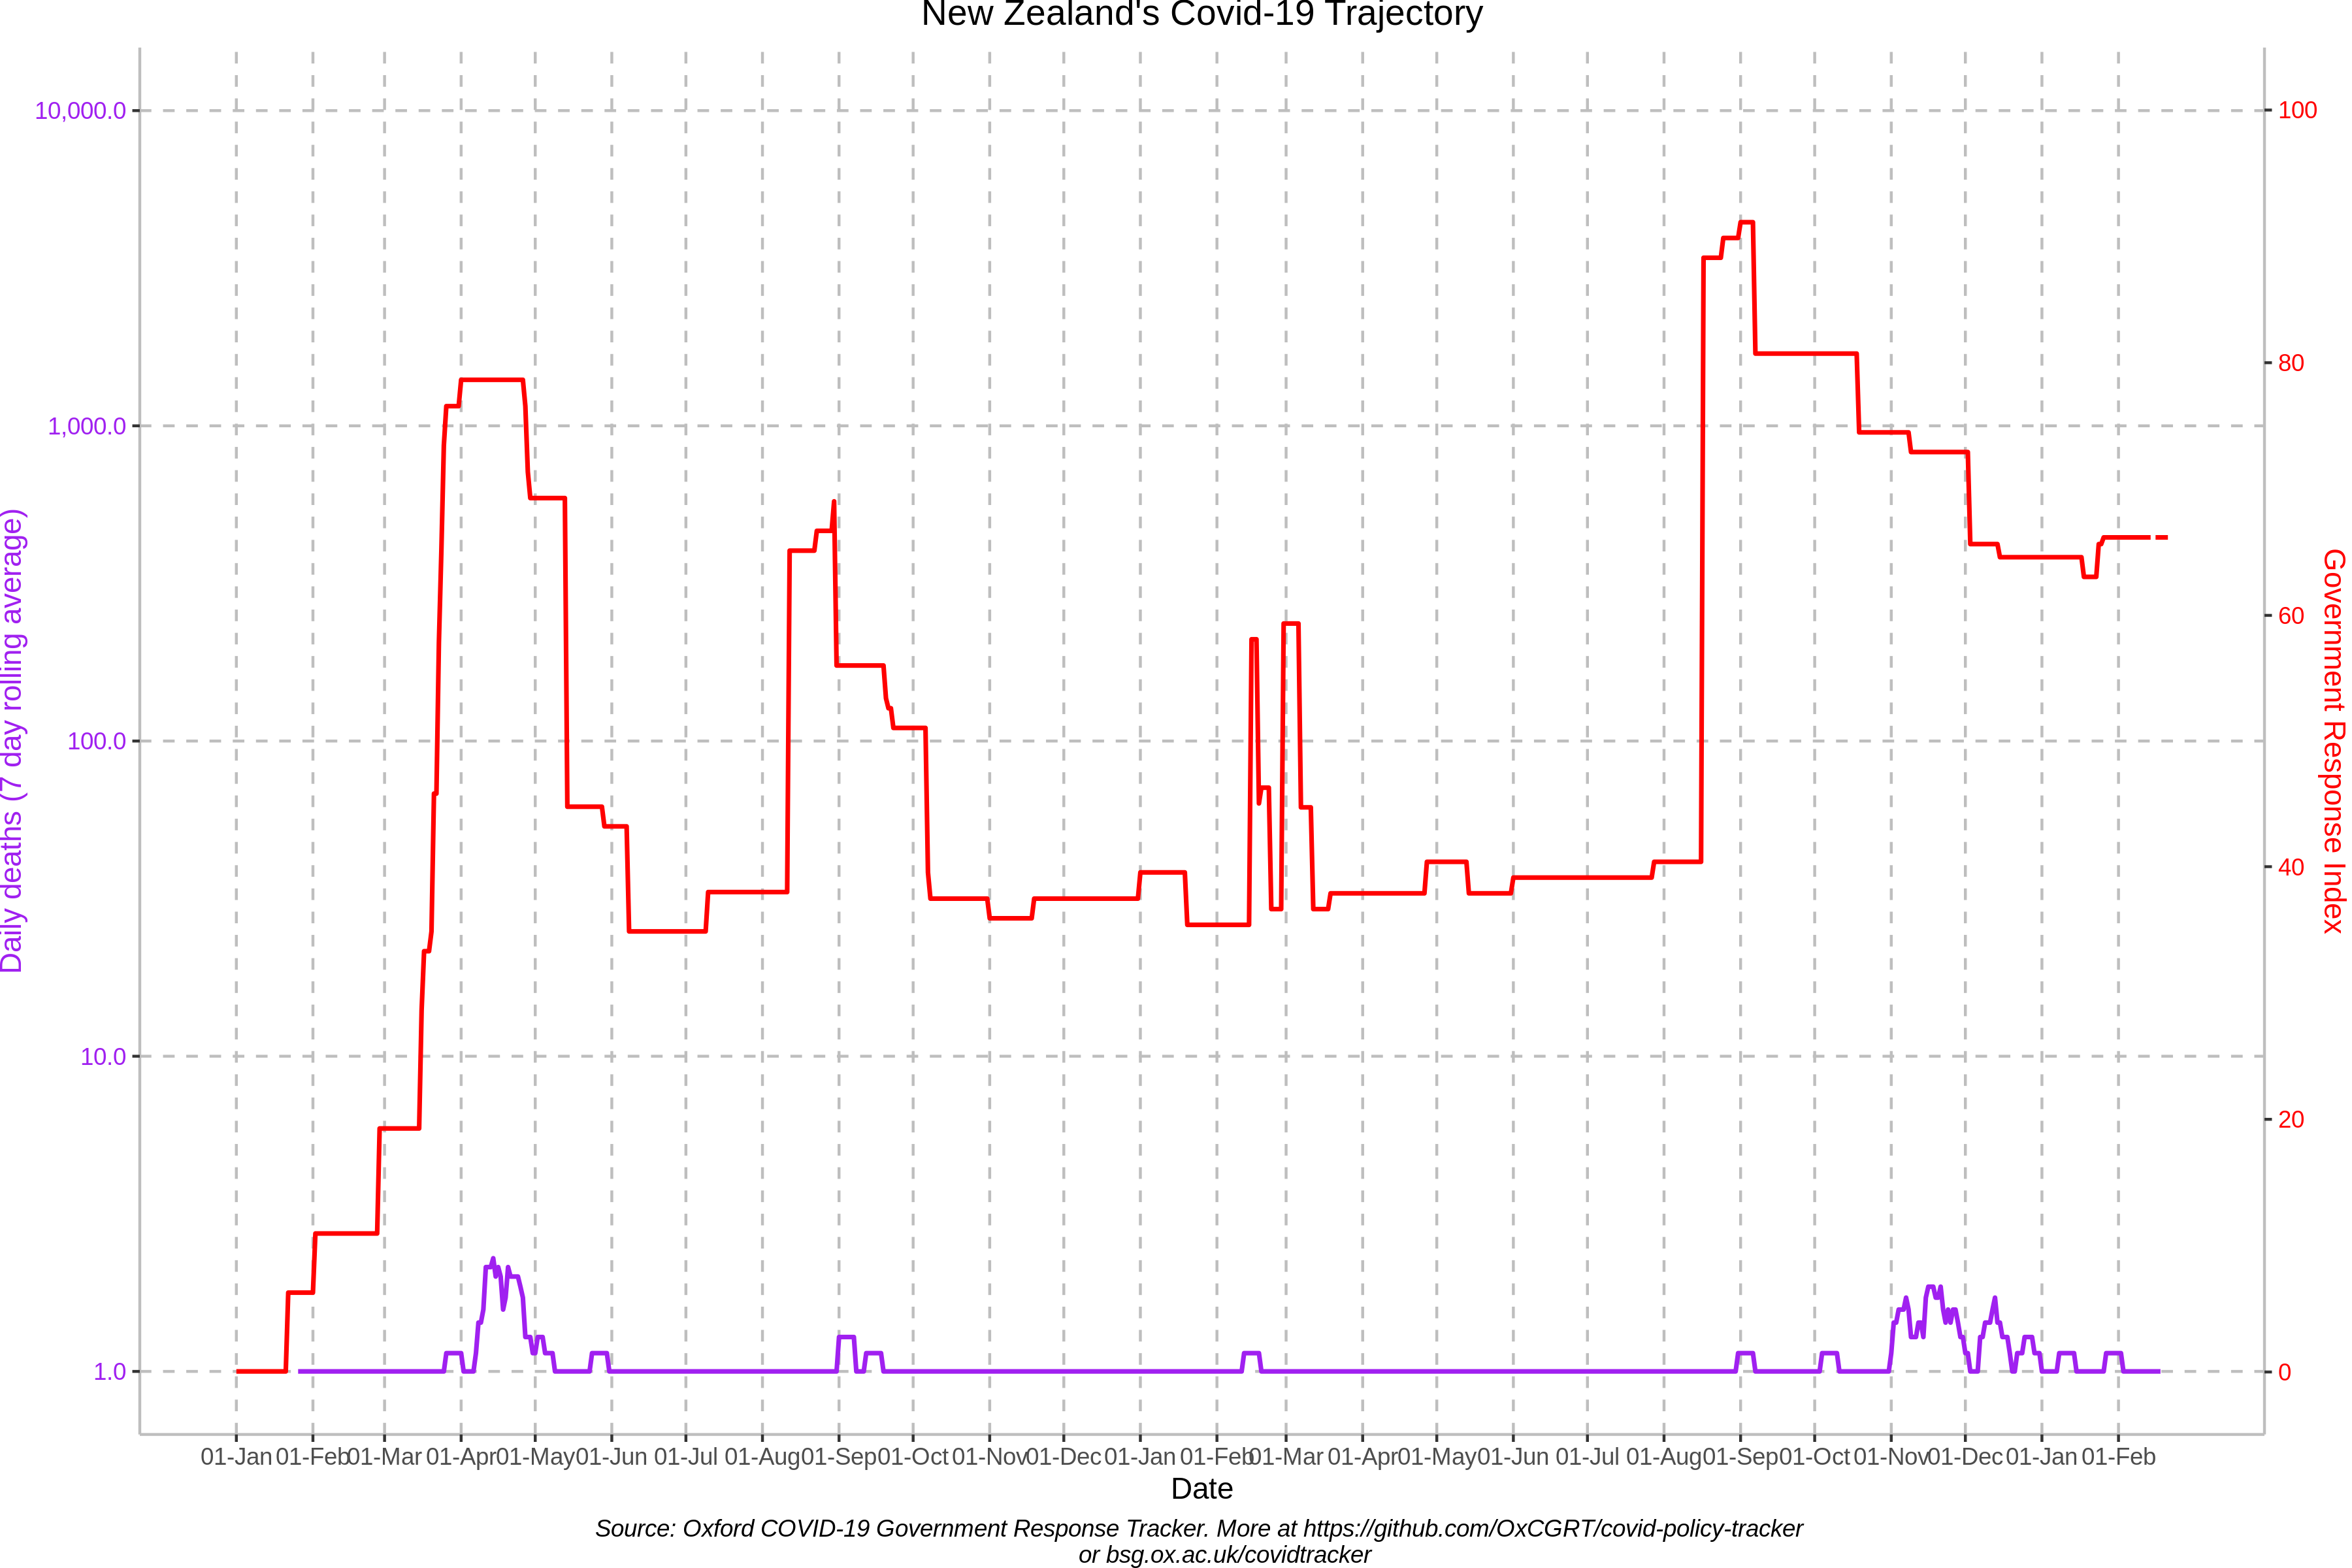 New Zealand's Covid-19 Trajectory
10,000.0
1,000.0
100.0
10.0
1.0
Daily deaths (7 day rolling average)
100
80
60
40
20
0
Government Response Index
01-Jan 01-Feb 01-Mar 01-Apr 01-May 01-Jun 01-Jul 01-Aug 01-Sep 01-Oct 01-Nov 01-Dec 01-Jan 01-Feb 01-Mar 01-Apr 01-May 01-Jun 01-Jul 01-Aug 01-Sep 01-Oct 01-Nov 01-Dec 01-Jan 01-Feb
Date
Source: Oxford COVID-19 Government Response Tracker. More at https://github.com/OxCGRT/covid-policy-tracker
or bsg.ox.ac.uk/covidtracker